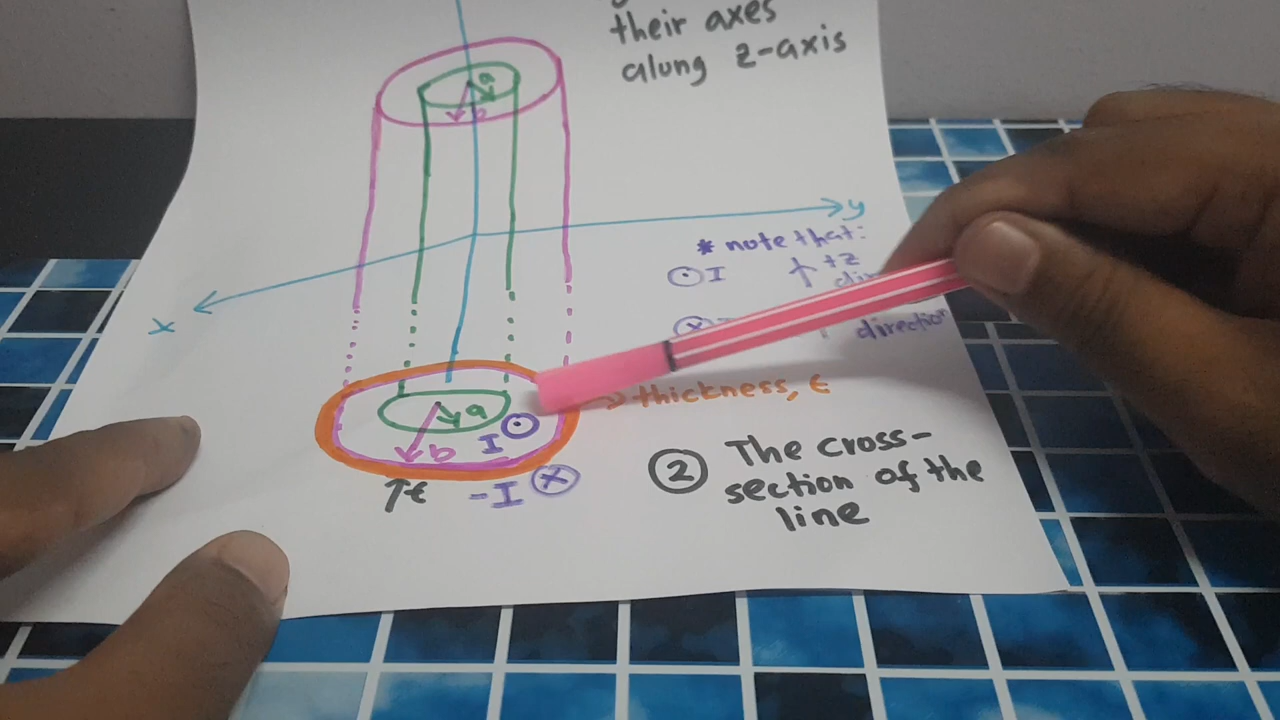 their axes
along z-axis
a
b
y
* note that:
I
+z
x
direction
thickness, t
a
b
I
t
-I
2 The cross-
section of the
line